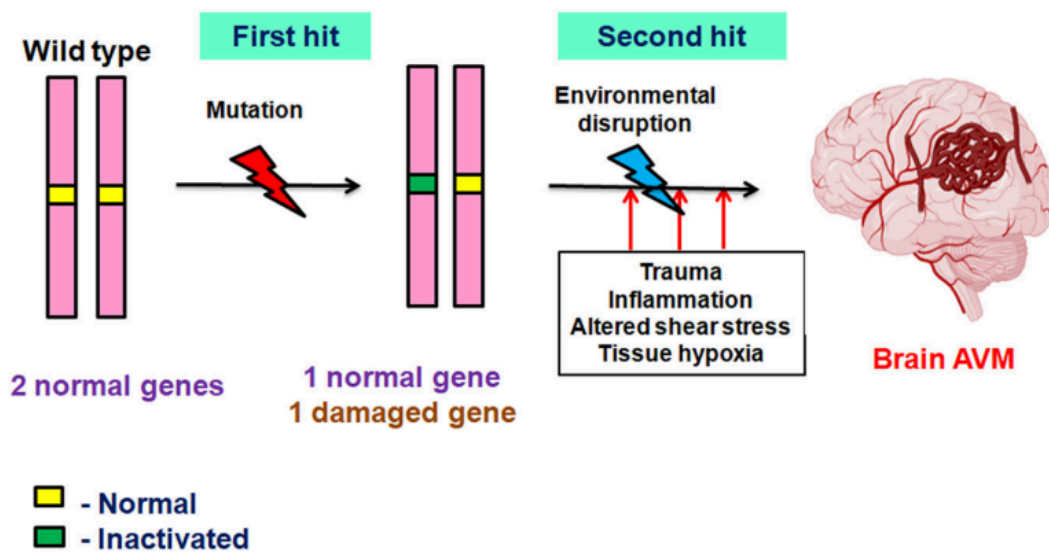 First hit
Second hit
Wild type
Mutation
Environmental
disruption
Trauma
Inflammation
Altered shear stress
Tissue hypoxia
Brain AVM
2 normal genes
1 normal gene
1 damaged gene
- Normal
- Inactivated